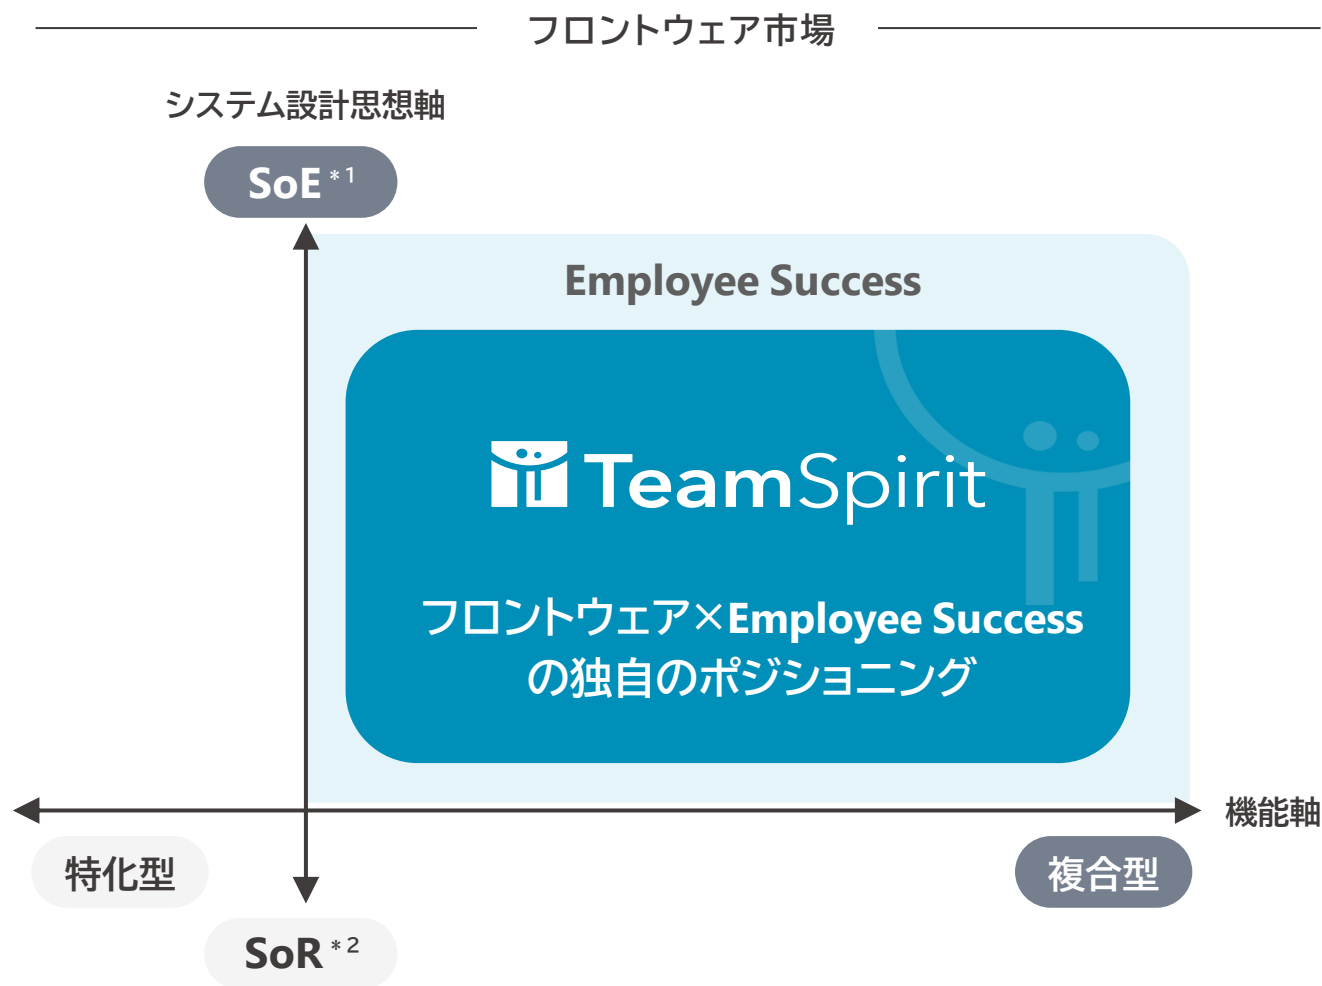 フロントウェア市場
システム設計思想軸
SoE*1
Employee Success
TeamSpirit
フロントウェア×Employee Success
の独自のポジショニング
機能軸
特化型
複合型
SoR*2